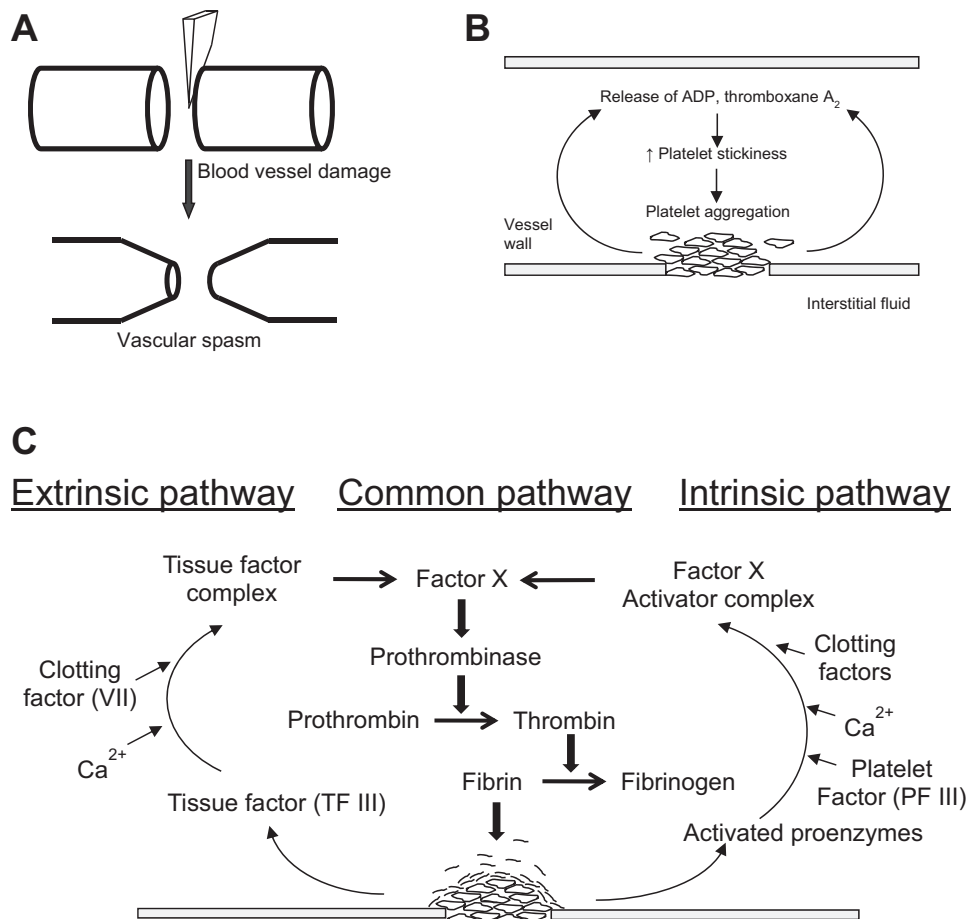 A
Blood vessel damage
Vascular spasm
B
Release of ADP, thromboxane A2
↑ Platelet stickiness
Platelet aggregation
Vessel
wall
Interstitial fluid
C
Extrinsic pathway
Common pathway
Intrinsic pathway
Tissue factor
complex
Factor X
Factor X
Activator complex
Clotting
factor (VII)
Ca2+
Tissue factor (TF III)
Prothrombinase
Prothrombin
Thrombin
Fibrin
Fibrinogen
Clotting
factors
Ca2+
Platelet
Factor (PF III)
Activated proenzymes